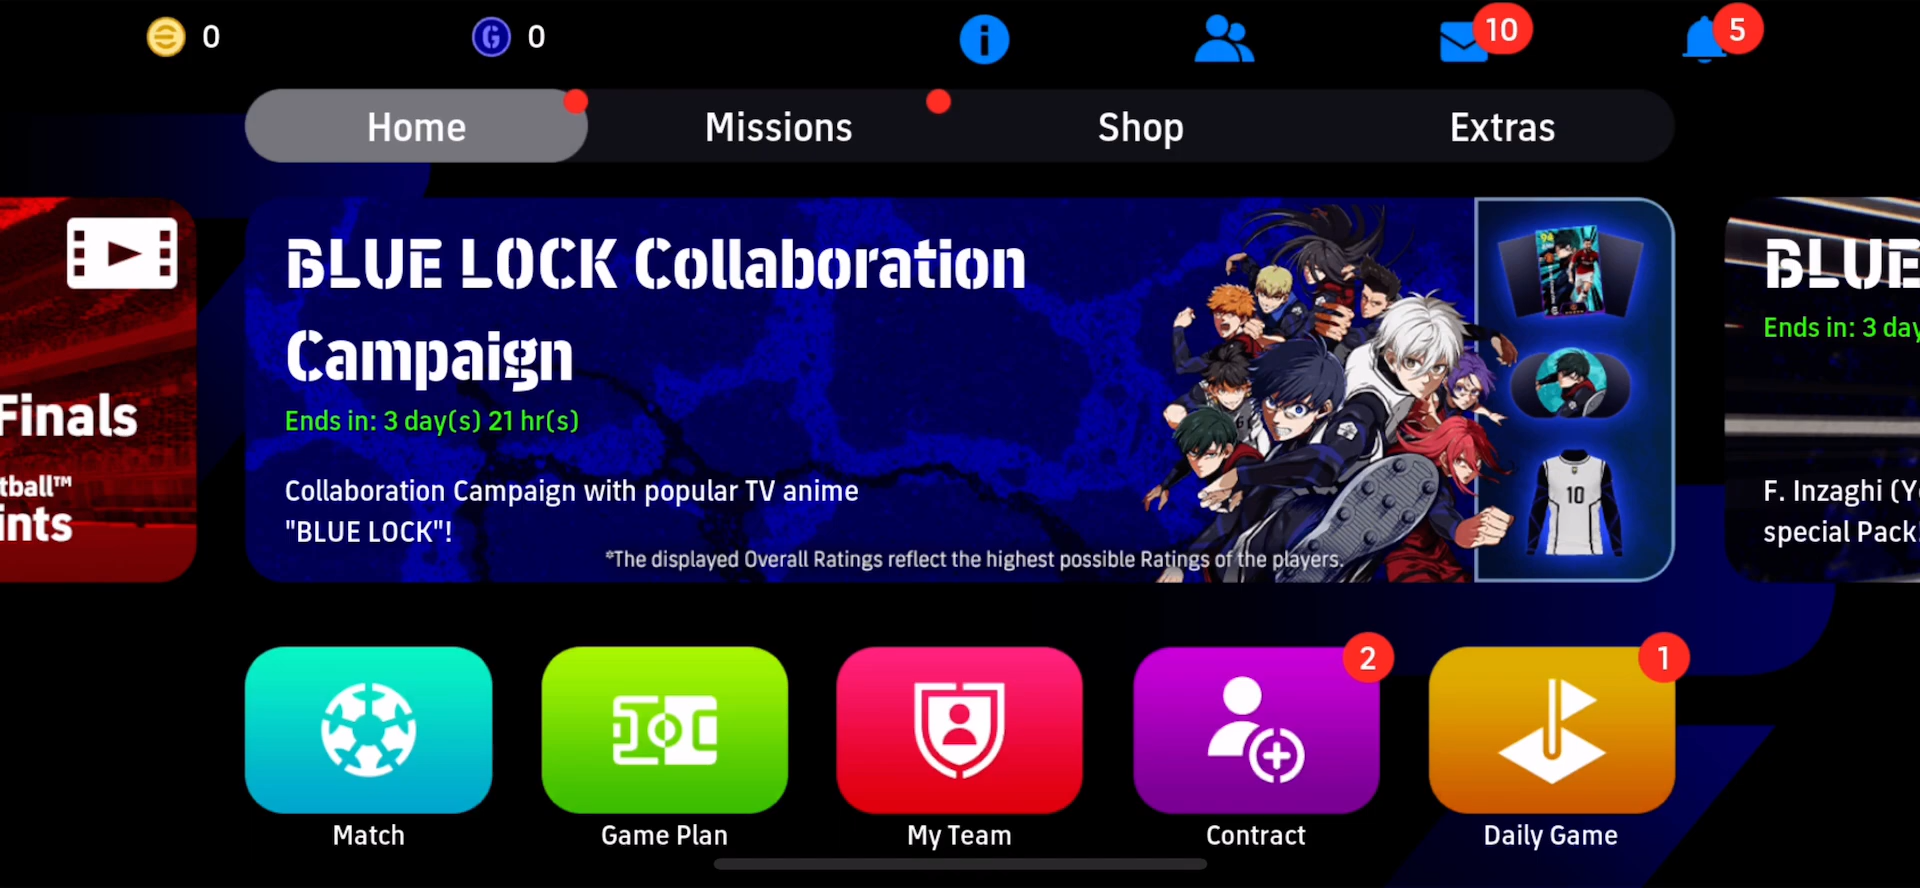 0
0
10
5
Home
Missions
Shop
Extras
Finals
tball™
ints
BLUE LOCK Collaboration
Campaign
Ends in: 3 day(s) 21 hr(s)
Collaboration Campaign with popular TV anime
"BLUE LOCK"!
*The displayed Overall Ratings reflect the highest possible Ratings of the players.
94
10
BLUE
Ends in: 3 day
F. Inzaghi (Yo
special Pack
2
1
Match
Game Plan
My Team
Contract
Daily Game